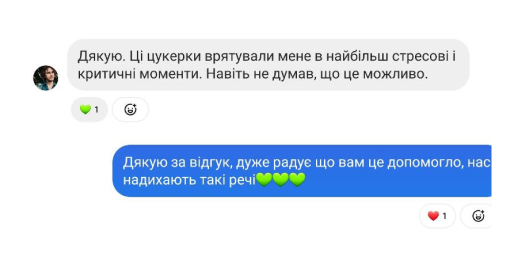 Дякую. Ці цукерки врятували мене в найбільш стресові і
критичні моменти. Навіть не думав, що це можливо.
💚 1
Дякую за відгук, дуже радує що вам це допомогло, нас
надихають такі речі💚💚💚
❤️ 1